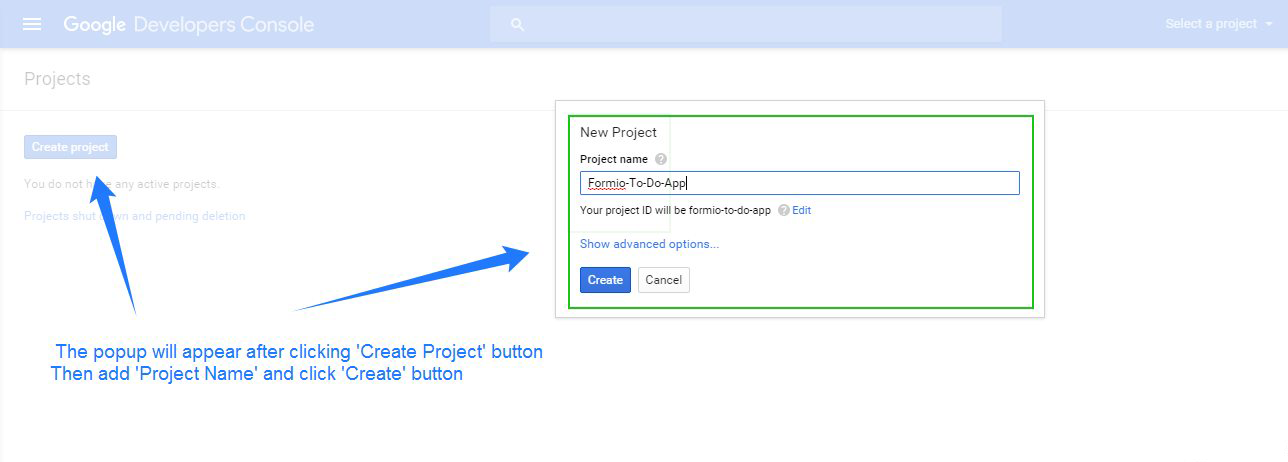 Google Developers Console
Select a project
Projects
Create project
You do not have any active projects.
Projects shut down and pending deletion
New Project
Project name ?
Formio-To-Do-App
Your project ID will be formio-to-do-app ? Edit
Show advanced options...
Create Cancel
The popup will appear after clicking 'Create Project' button
Then add 'Project Name' and click 'Create' button